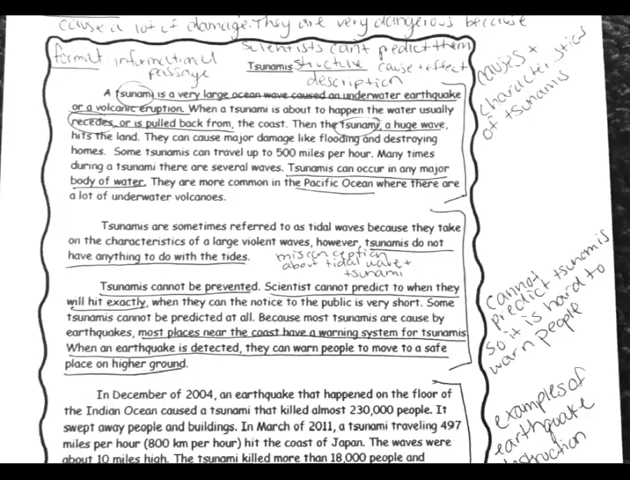 cause a lot of damage. They are very dangerous because
Scientists can't predict them
format: informational
passage
Tsunamis structure cause + effect
description
A tsunami is a very large ocean wave caused an underwater earthquake
or a volcanic eruption. When a tsunami is about to happen the water usually
recedes, or is pulled back from, the coast. Then the tsunami, a huge wave,
hits the land. They can cause major damage like flooding and destroying
homes. Some tsunamis can travel up to 500 miles per hour. Many times
during a tsunami there are several waves. Tsunamis can occur in any major
body of water. They are more common in the Pacific Ocean where there are
a lot of underwater volcanoes.
causes +
characteristics
of tsunamis
Tsunamis are sometimes referred to as tidal waves because they take
on the characteristics of a large violent waves, however, tsunamis do not
have anything to do with the tides.
misconception
about tidal wave +
tsunami
Tsunamis cannot be prevented. Scientist cannot predict to when they
will hit exactly, when they can the notice to the public is very short. Some
tsunamis cannot be predicted at all. Because most tsunamis are cause by
earthquakes, most places near the coast have a warning system for tsunamis.
When an earthquake is detected, they can warn people to move to a safe
place on higher ground.
cannot
predict tsunamis
so it is hard to
warn people
In December of 2004, an earthquake that happened on the floor of
the Indian Ocean caused a tsunami that killed almost 230,000 people. It
swept away people and buildings. In March of 2011, a tsunami traveling 497
miles per hour (800 km per hour) hit the coast of Japan. The waves were
about 10 miles high. The tsunami killed more than 18,000 people and
examples of
earthquake